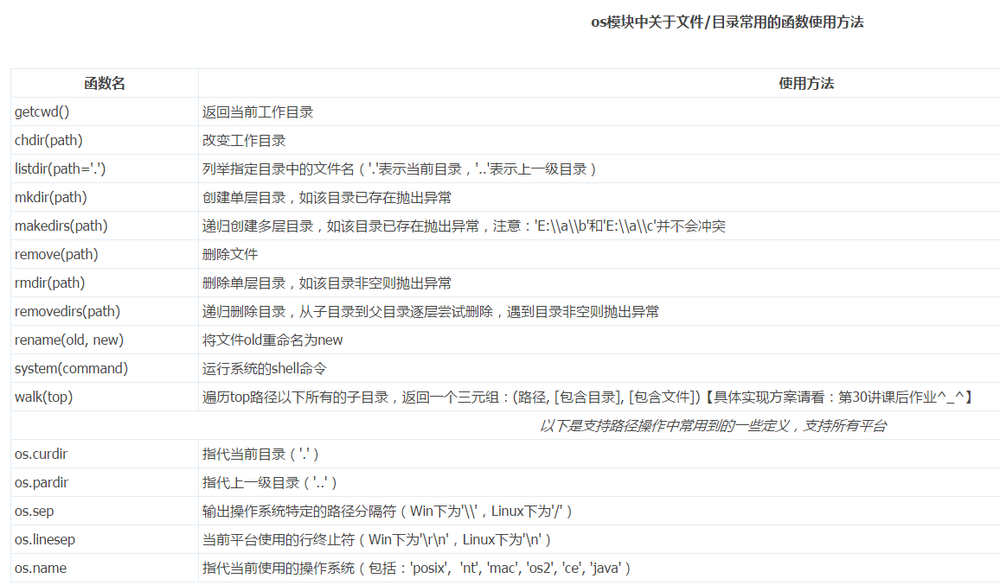 os模块中关于文件/目录常用的函数使用方法
函数名 使用方法
getcwd() 返回当前工作目录
chdir(path) 改变工作目录
listdir(path='.') 列举指定目录中的文件名（'.'表示当前目录，'..'表示上一级目录）
mkdir(path) 创建单层目录，如该目录已存在抛出异常
makedirs(path) 递归创建多层目录，如该目录已存在抛出异常，注意：'E:\\a\\b'和'E:\\a\\c'并不会冲突
remove(path) 删除文件
rmdir(path) 删除单层目录，如该目录非空则抛出异常
removedirs(path) 递归删除目录，从子目录到父目录逐层尝试删除，遇到目录非空则抛出异常
rename(old, new) 将文件old重命名为new
system(command) 运行系统的shell命令
walk(top) 遍历top路径以下所有的子目录，返回一个三元组：(路径, [包含目录], [包含文件])【具体实现方案请看：第30讲课后作业^_^】
以下是支持路径操作中常用到的一些定义，支持所有平台
os.curdir 指代当前目录（'.'）
os.pardir 指代上一级目录（'..'）
os.sep 输出操作系统特定的路径分隔符（Win下为'\\'，Linux下为'/'）
os.linesep 当前平台使用的行终止符（Win下为'\r\n'，Linux下为'\n'）
os.name 指代当前使用的操作系统（包括：'posix', 'nt', 'mac', 'os2', 'ce', 'java'）